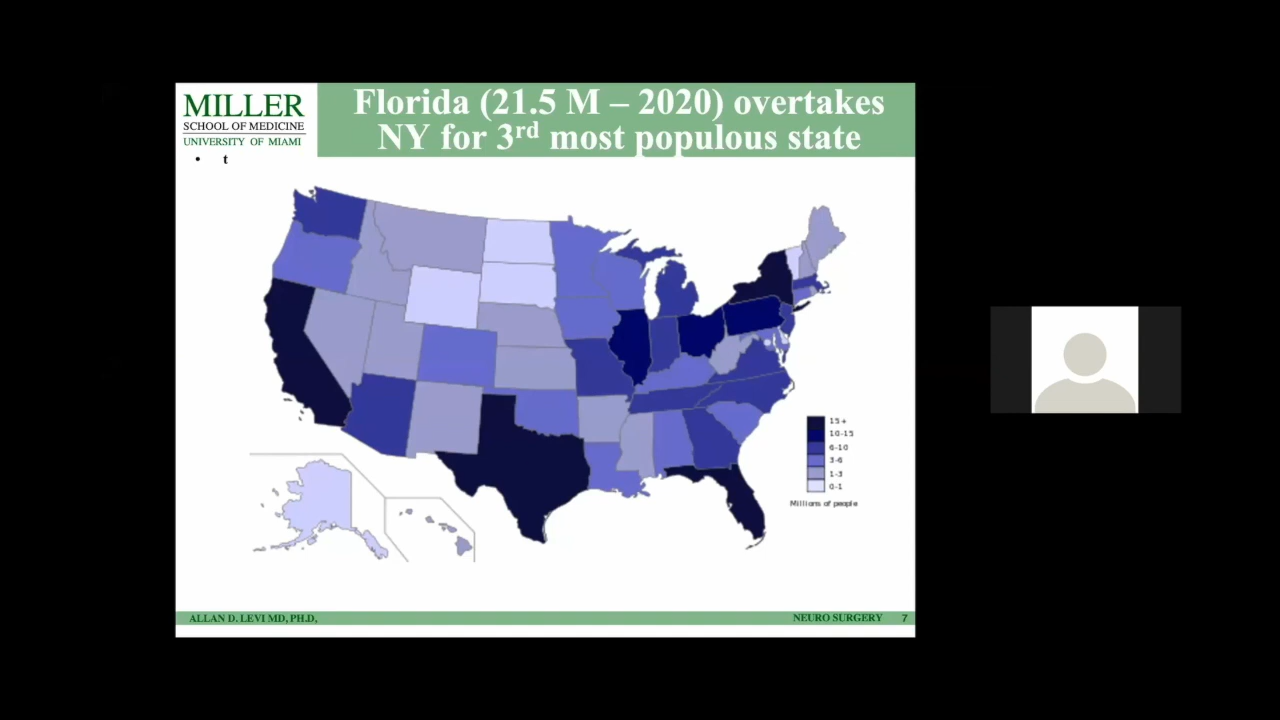 MILLER
SCHOOL OF MEDICINE
UNIVERSITY OF MIAMI
Florida (21.5 M – 2020) overtakes
NY for 3rd most populous state
• t
15+
10-15
6-10
3-6
1-3
0-1
Millions of people
ALLAN D. LEVI MD, PH.D,
NEURO SURGERY 7